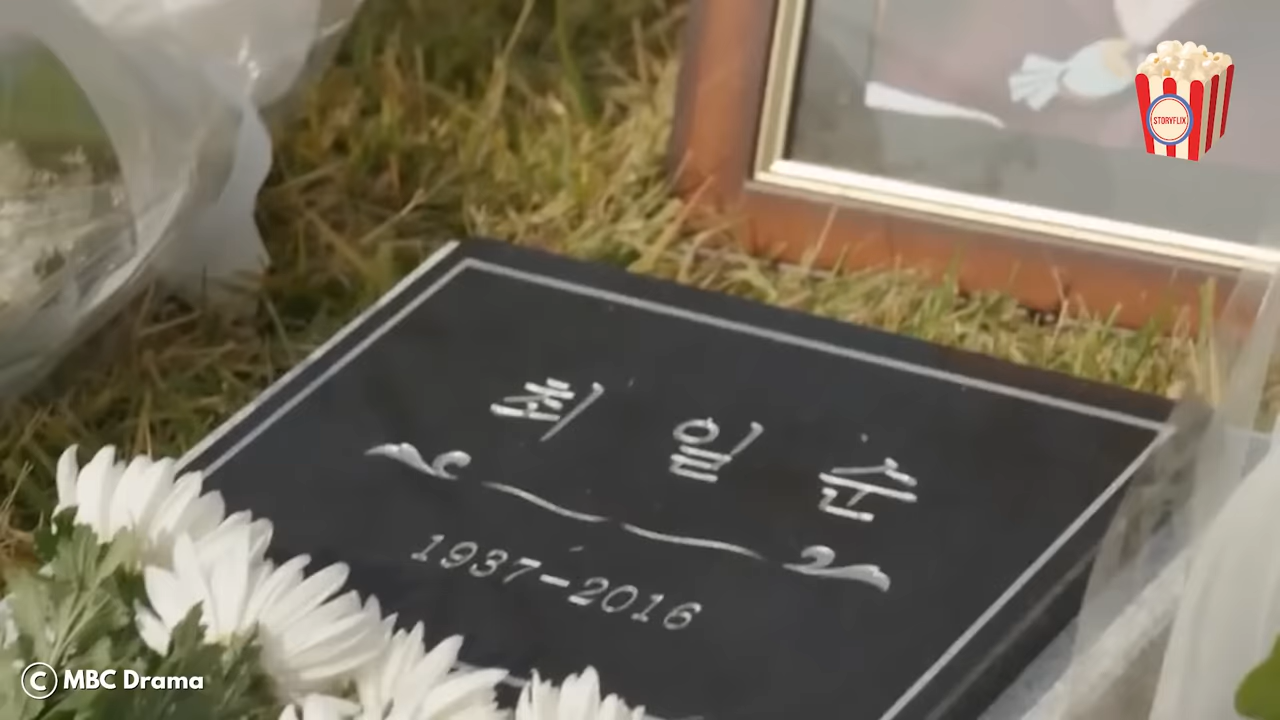 STORYFLIX
최 일 순
1937-2016
© MBC Drama